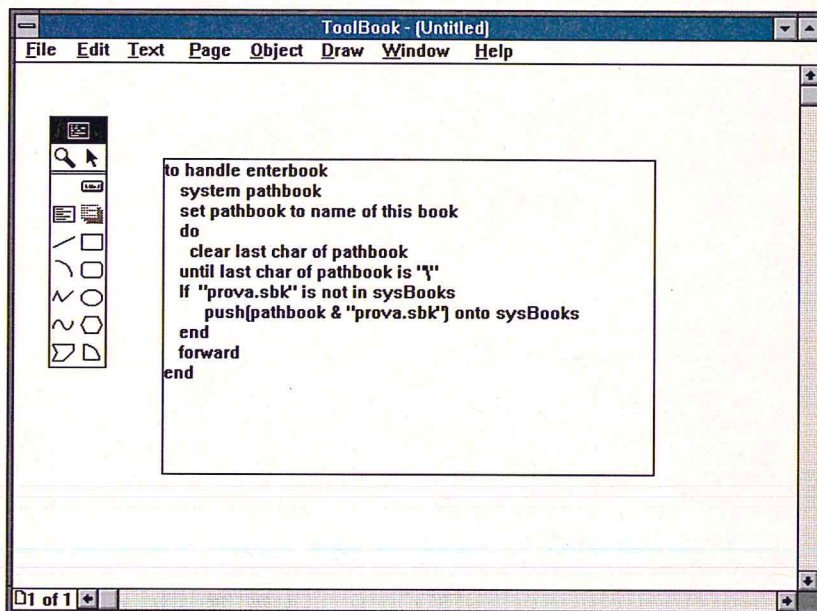 ToolBook - (Untitled)
File Edit Text Page Object Draw Window Help
to handle enterbook
system pathbook
set pathbook to name of this book
do
clear last char of pathbook
until last char of pathbook is "\"
If "prova.sbk" is not in sysBooks
push(pathbook & "prova.sbk") onto sysBooks
end
forward
end
1 of 1